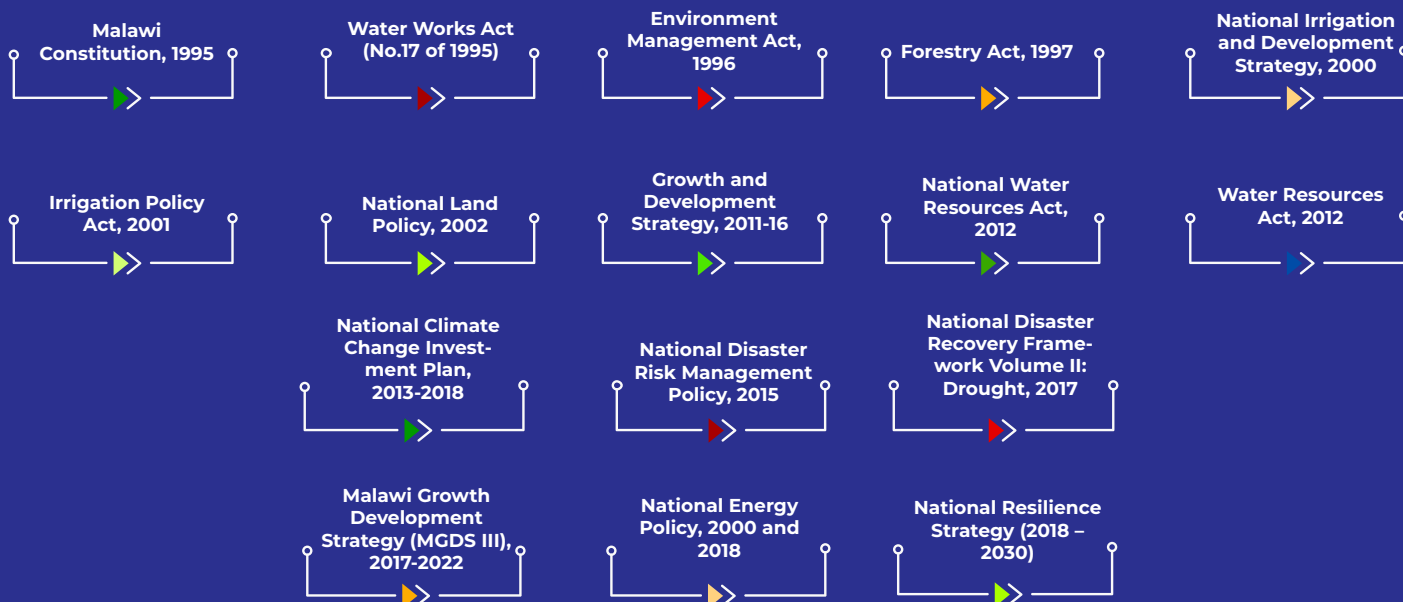 Malawi
Constitution, 1995
Water Works Act
(No.17 of 1995)
Environment
Management Act,
1996
Forestry Act, 1997
National Irrigation
and Development
Strategy, 2000
Irrigation Policy
Act, 2001
National Land
Policy, 2002
Growth and
Development
Strategy, 2011-16
National Water
Resources Act,
2012
Water Resources
Act, 2012
National Climate
Change Invest-
ment Plan,
2013-2018
National Disaster
Risk Management
Policy, 2015
National Disaster
Recovery Frame-
work Volume II:
Drought, 2017
Malawi Growth
Development
Strategy (MGDS III),
2017-2022
National Energy
Policy, 2000 and
2018
National Resilience
Strategy (2018 –
2030)